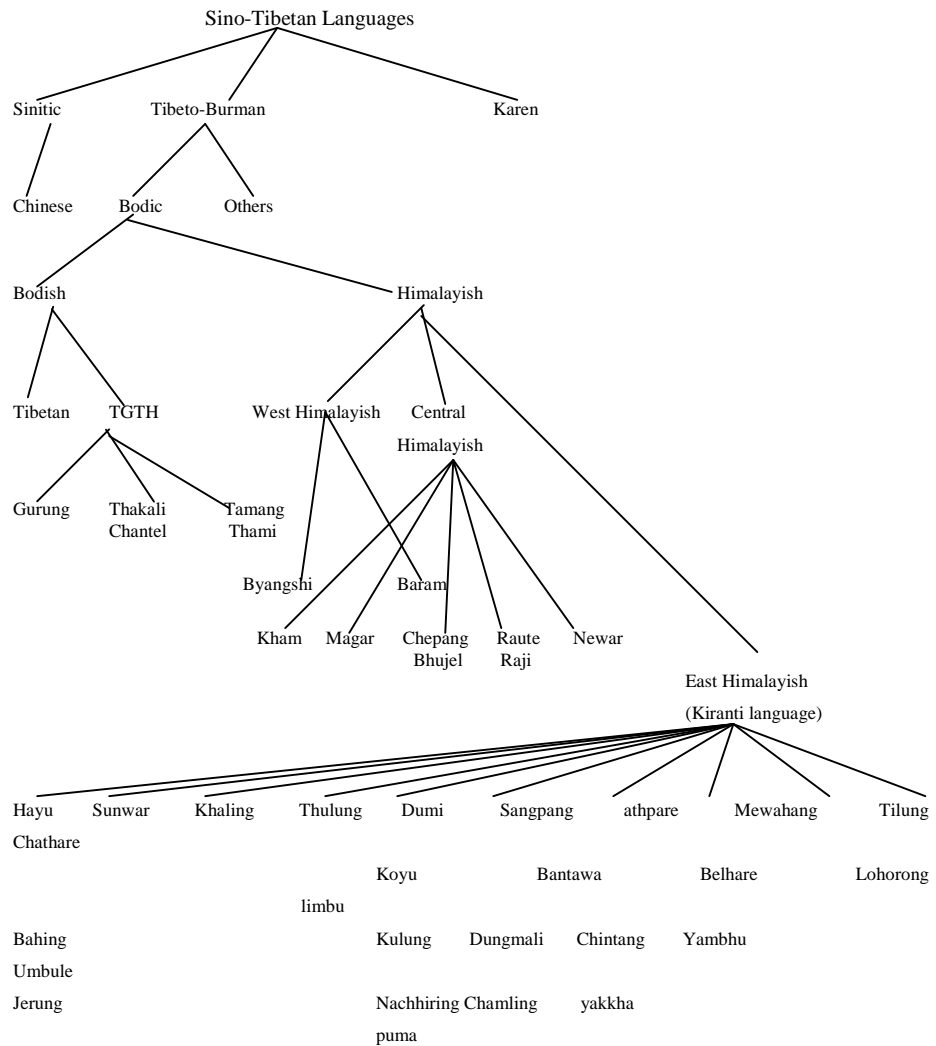 Sino-Tibetan Languages
Sinitic Tibeto-Burman Karen
Chinese Bodic Others
Bodish Himalayish
Tibetan TGTH West Himalayish Central
Himalayish
Gurung Thakali Tamang
Chantel Thami
Byangshi Baram
Kham Magar Chepang Raute Newar
Bhujel Raji
East Himalayish
(Kiranti language)
Hayu Sunwar Khaling Thulung Dumi Sangpang athpare Mewahang Tilung
Chathare
Koyu Bantawa Belhare Lohorong
limbu
Bahing Kulung Dungmali Chintang Yambhu
Umbule
Jerung Nachhiring Chamling yakkha
puma